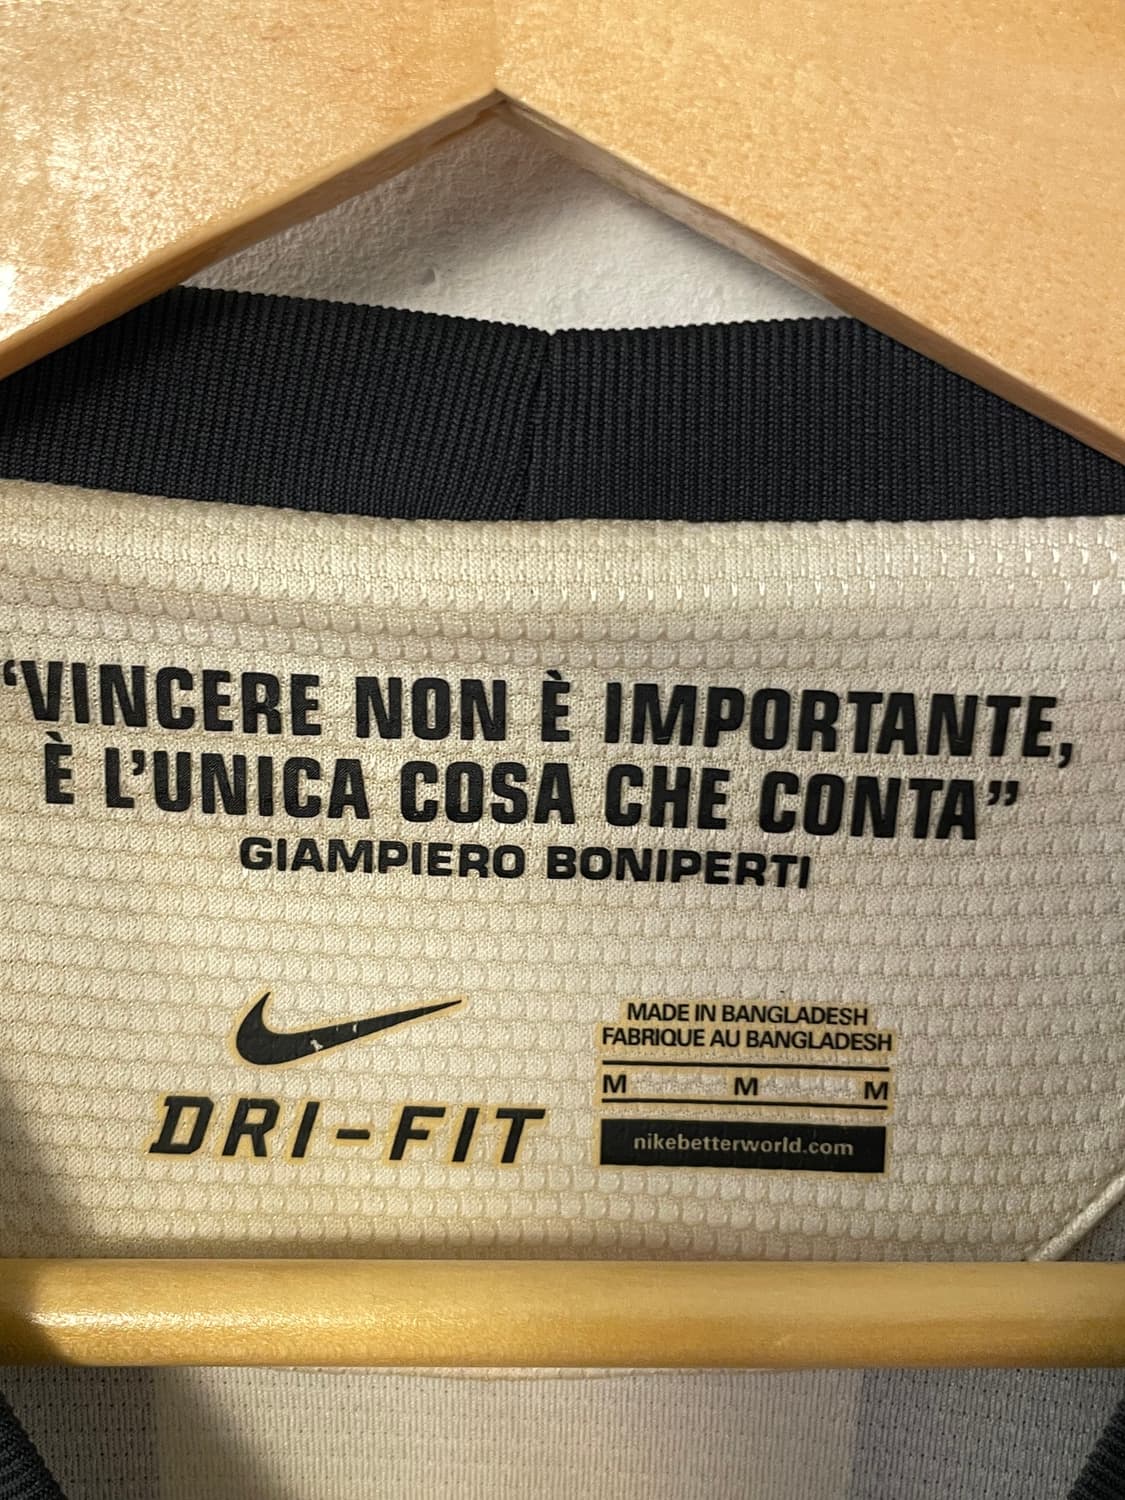 “VINCERE NON È IMPORTANTE,
È L’UNICA COSA CHE CONTA”
GIAMPIERO BONIPERTI
DRI-FIT
MADE IN BANGLADESH
FABRIQUE AU BANGLADESH
M M M
nikebetterworld.com